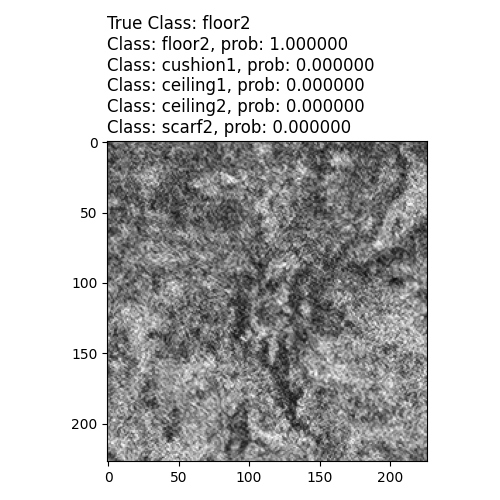 True Class: floor2
Class: floor2, prob: 1.000000
Class: cushion1, prob: 0.000000
Class: ceiling1, prob: 0.000000
Class: ceiling2, prob: 0.000000
Class: scarf2, prob: 0.000000
0
50
100
150
200
0 50 100 150 200